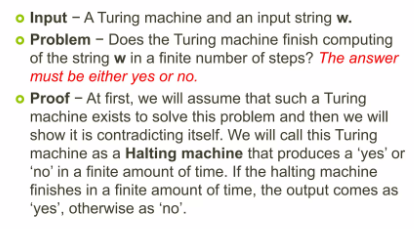 Input − A Turing machine and an input string w.
Problem − Does the Turing machine finish computing
of the string w in a finite number of steps? The answer
must be either yes or no.
Proof − At first, we will assume that such a Turing
machine exists to solve this problem and then we will
show it is contradicting itself. We will call this Turing
machine as a Halting machine that produces a ‘yes’ or
‘no’ in a finite amount of time. If the halting machine
finishes in a finite amount of time, the output comes as
‘yes’, otherwise as ‘no’.